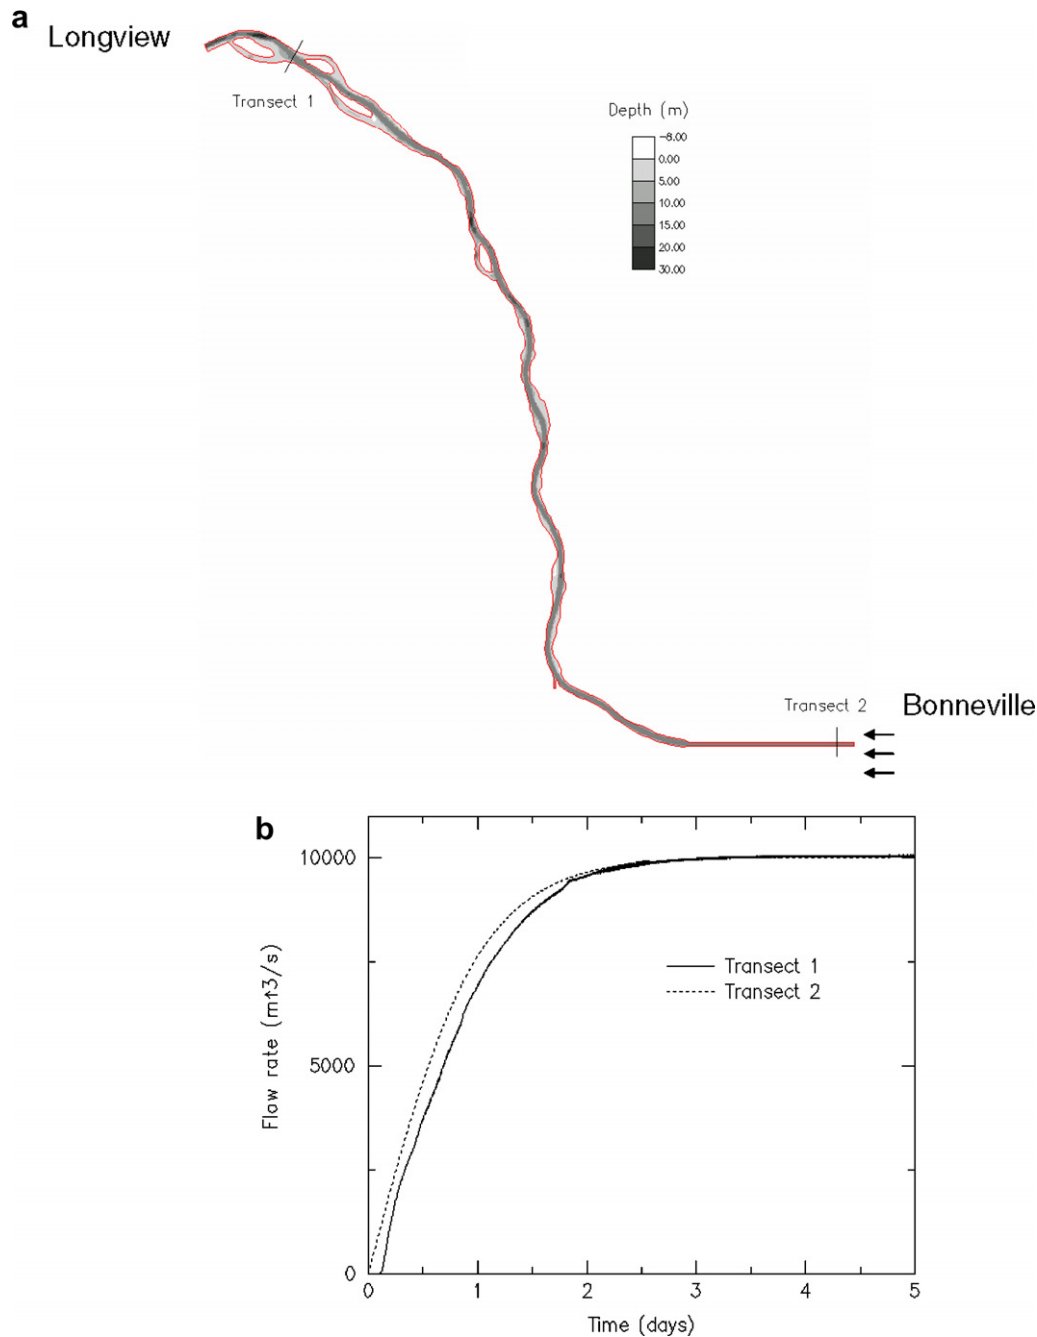 a
Longview
Transect 1
Depth (m)
-8.00
0.00
5.00
10.00
15.00
20.00
30.00
Transect 2
Bonneville
b
10000
5000
0
Flow rate (m↑3/s)
Transect 1
Transect 2
0 1 2 3 4 5
Time (days)